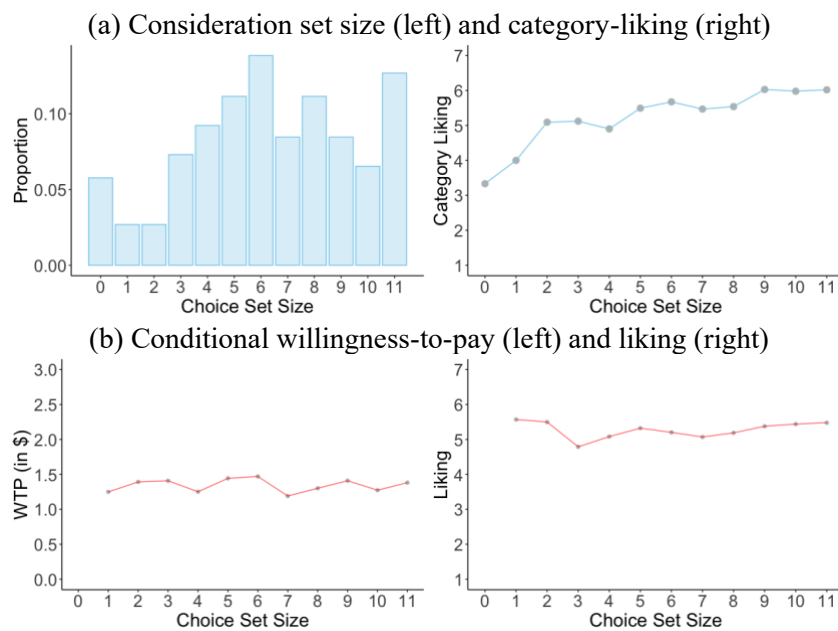 (a) Consideration set size (left) and category-liking (right)
Proportion
0.10
0.05
0.00
0 1 2 3 4 5 6 7 8 9 10 11
Choice Set Size
Category Liking
7
6
5
4
3
2
1
0 1 2 3 4 5 6 7 8 9 10 11
Choice Set Size
(b) Conditional willingness-to-pay (left) and liking (right)
WTP (in $)
3.0
2.5
2.0
1.5
1.0
0.5
0.0
0 1 2 3 4 5 6 7 8 9 10 11
Choice Set Size
Liking
7
6
5
4
3
2
1
0 1 2 3 4 5 6 7 8 9 10 11
Choice Set Size